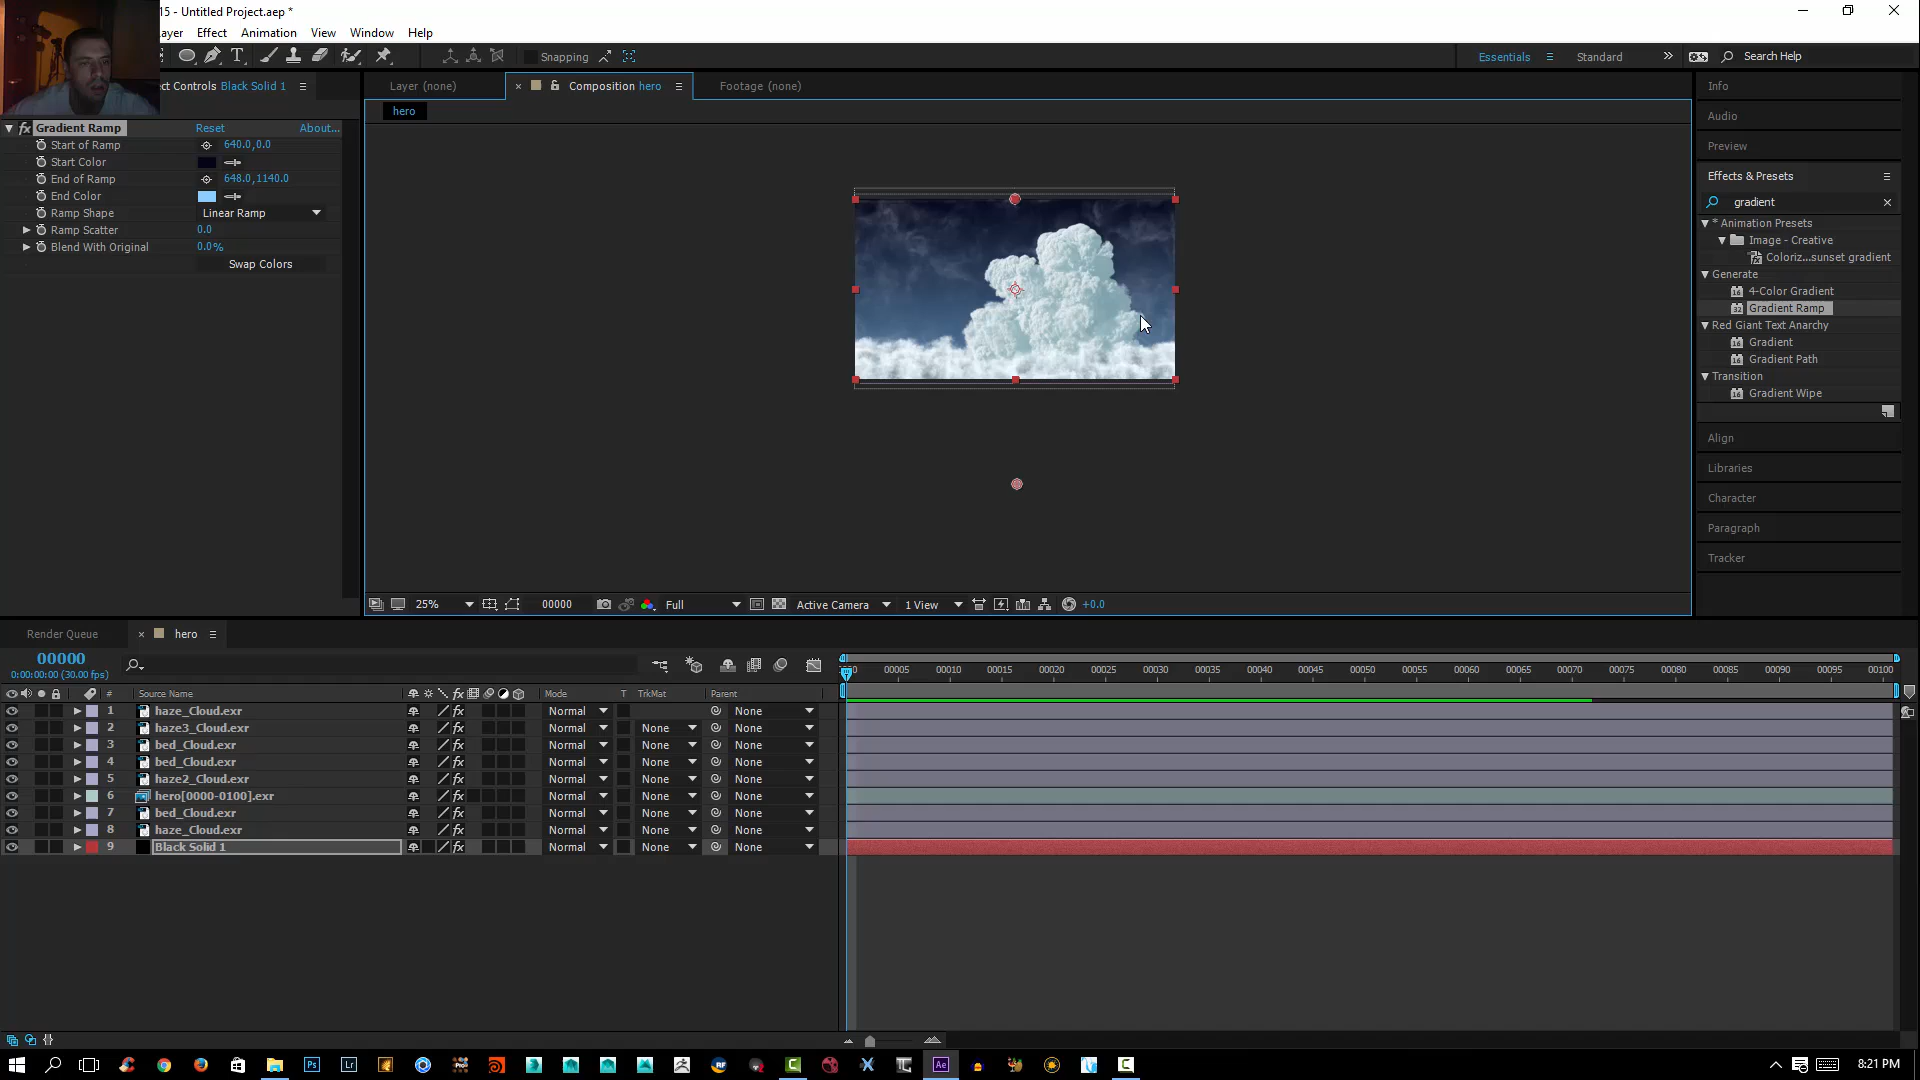 15 - Untitled Project.aep *
ayer Effect Animation View Window Help
Snapping
Essentials Standard Search Help
ct Controls Black Solid 1
Layer (none) Composition hero Footage (none)
hero
Gradient Ramp Reset About...
Start of Ramp 640.0,0.0
Start Color
End of Ramp 648.0,1140.0
End Color
Ramp Shape Linear Ramp
Ramp Scatter 0.0
Blend With Original 0.0%
Swap Colors
Info
Audio
Preview
Effects & Presets
gradient
* Animation Presets
Image - Creative
Coloriz...sunset gradient
Generate
4-Color Gradient
Gradient Ramp
Red Giant Text Anarchy
Gradient
Gradient Path
Transition
Gradient Wipe
Align
Libraries
Character
Paragraph
Tracker
25% 00000 Full Active Camera 1 View +0.0
Render Queue hero
00000
0:00:00:00 (30.00 fps)
# Source Name Mode T TrkMat Parent
00005 00010 00015 00020 00025 00030 00035 00040 00045 00050 00055 00060 00065 00070 00075 00080 00085 00090 00095 00100
1 haze_Cloud.exr Normal None
2 haze3_Cloud.exr Normal None None
3 bed_Cloud.exr Normal None None
4 bed_Cloud.exr Normal None None
5 haze2_Cloud.exr Normal None None
6 hero[0000-0100].exr Normal None None
7 bed_Cloud.exr Normal None None
8 haze_Cloud.exr Normal None None
9 Black Solid 1 Normal None None
8:21 PM